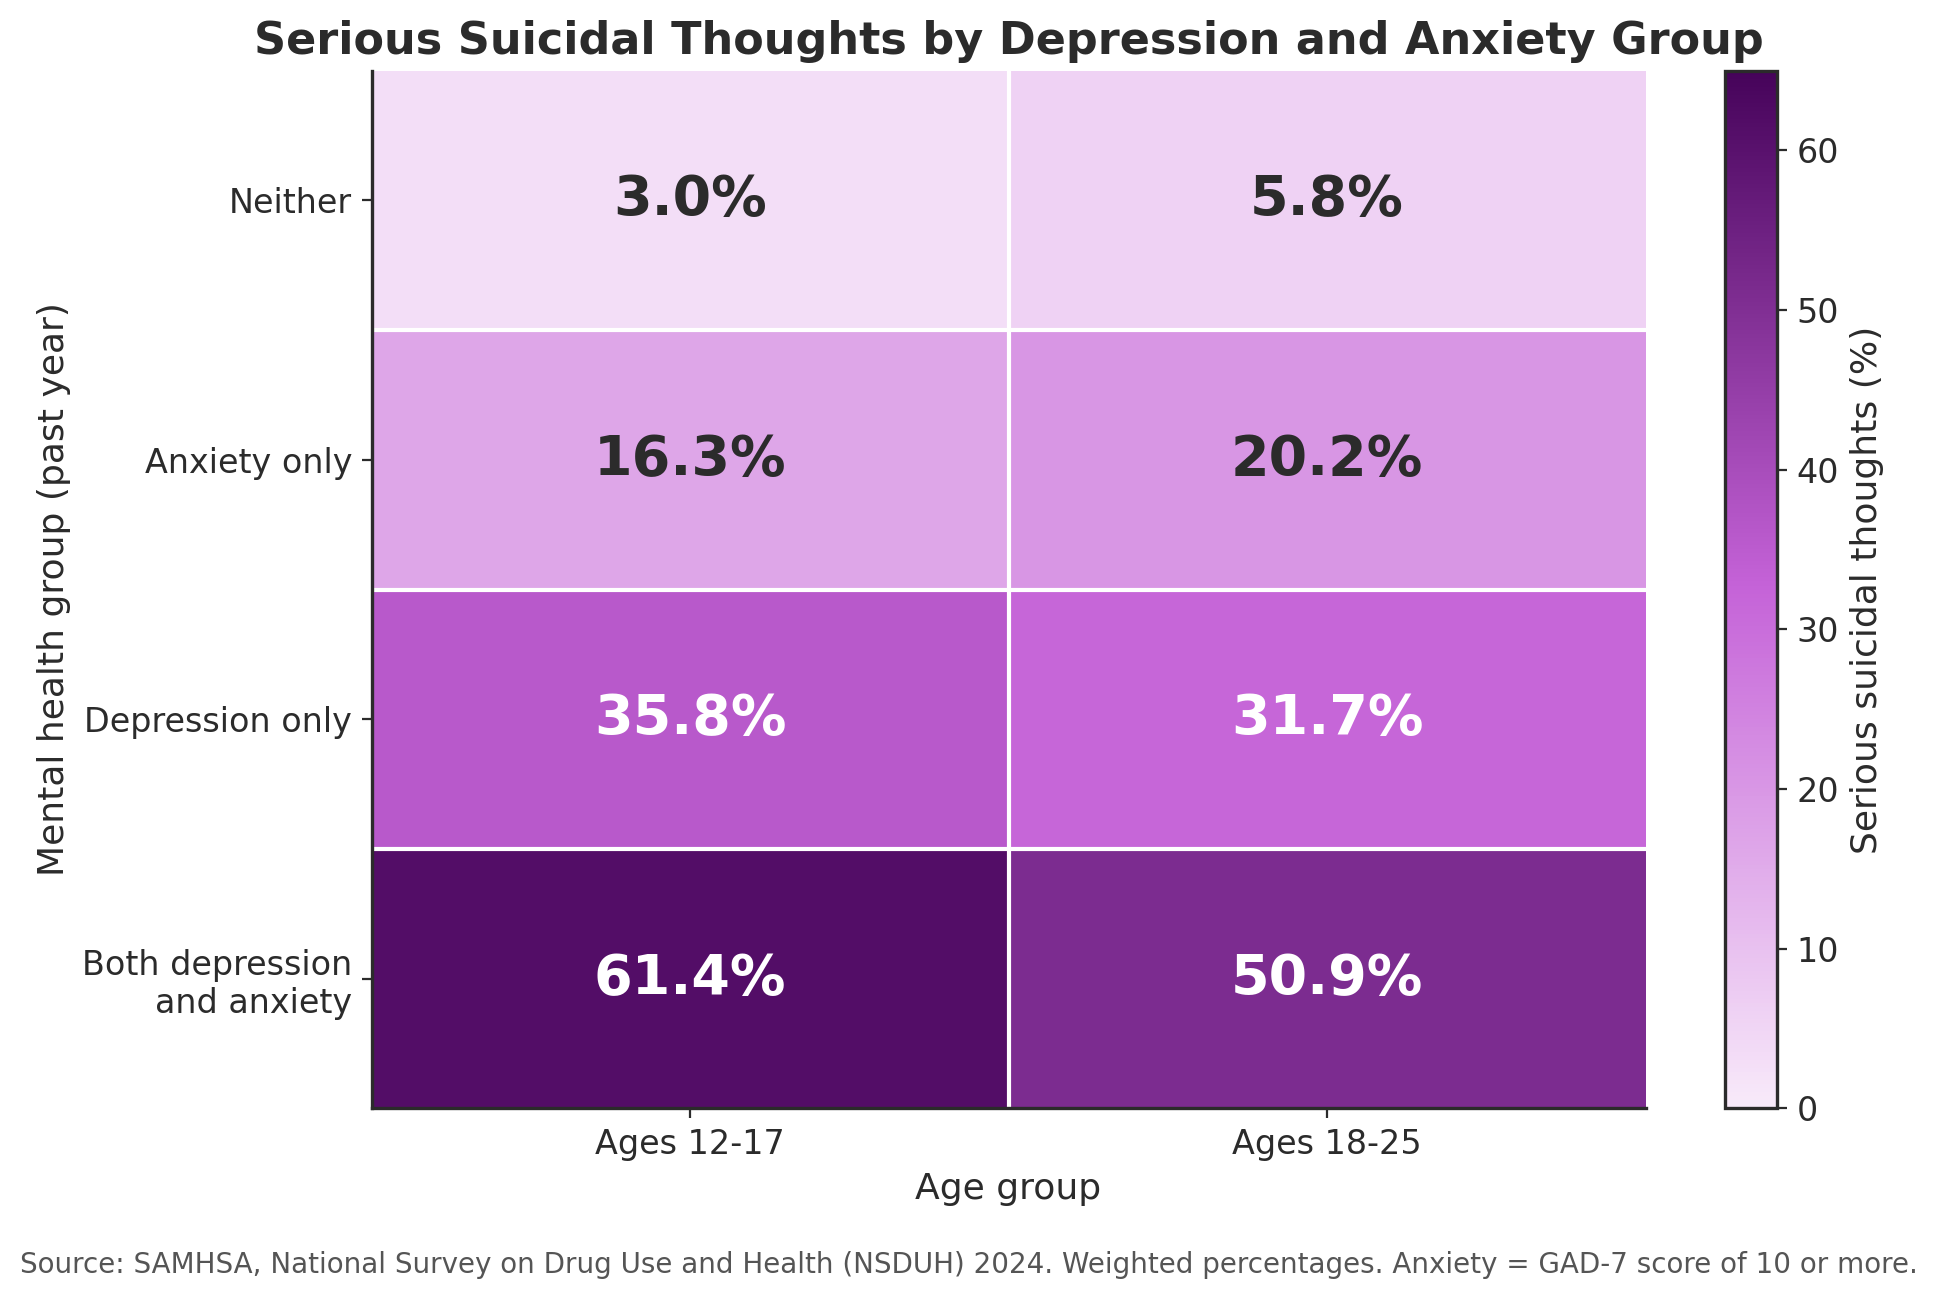 Serious Suicidal Thoughts by Depression and Anxiety Group
Mental health group (past year)
Neither
3.0%
5.8%
Anxiety only
16.3%
20.2%
Depression only
35.8%
31.7%
Both depression
and anxiety
61.4%
50.9%
Ages 12-17
Ages 18-25
Age group
60
50
40
30
20
10
0
Serious suicidal thoughts (%)
Source: SAMHSA, National Survey on Drug Use and Health (NSDUH) 2024. Weighted percentages. Anxiety = GAD-7 score of 10 or more.